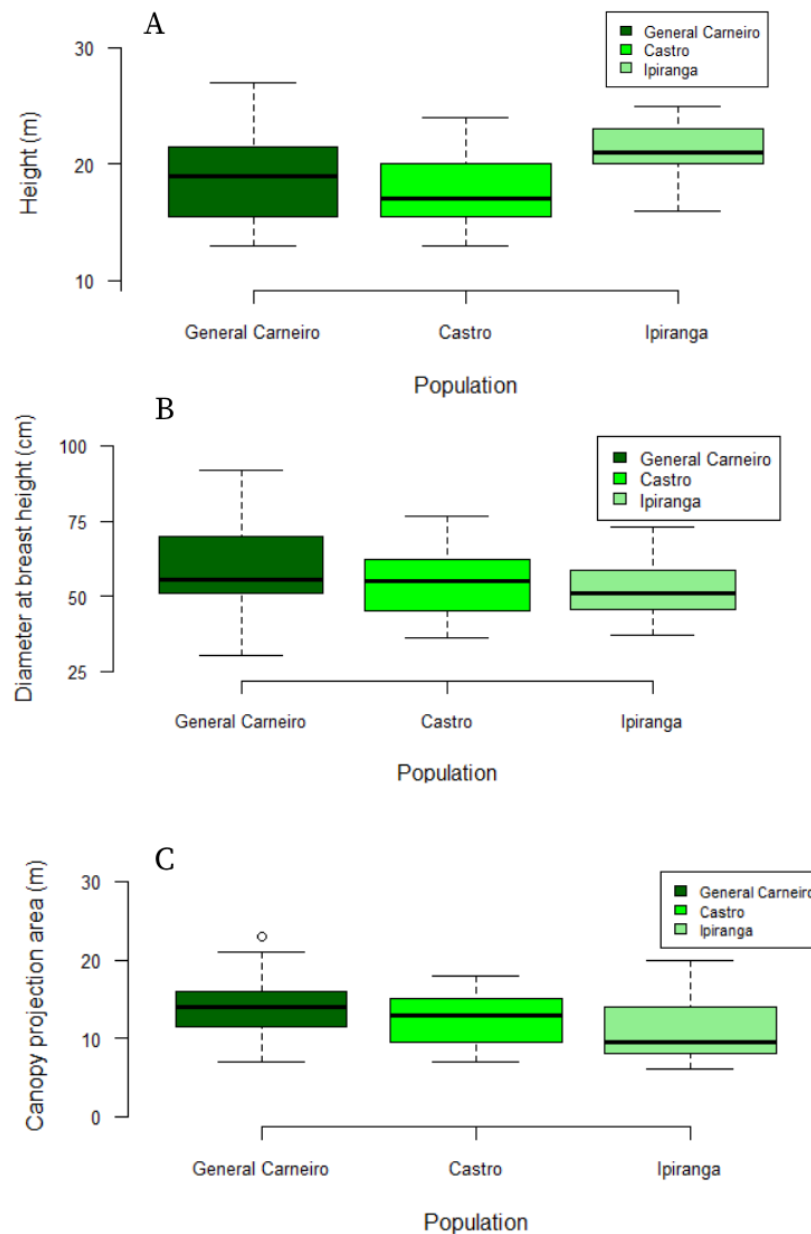 A
General Carneiro
Castro
Ipiranga
Height (m)
30
20
10
General Carneiro Castro Ipiranga
Population
B
General Carneiro
Castro
Ipiranga
Diameter at breast height (cm)
100
75
50
25
General Carneiro Castro Ipiranga
Population
C
General Carneiro
Castro
Ipiranga
Canopy projection area (m)
30
20
10
0
General Carneiro Castro Ipiranga
Population